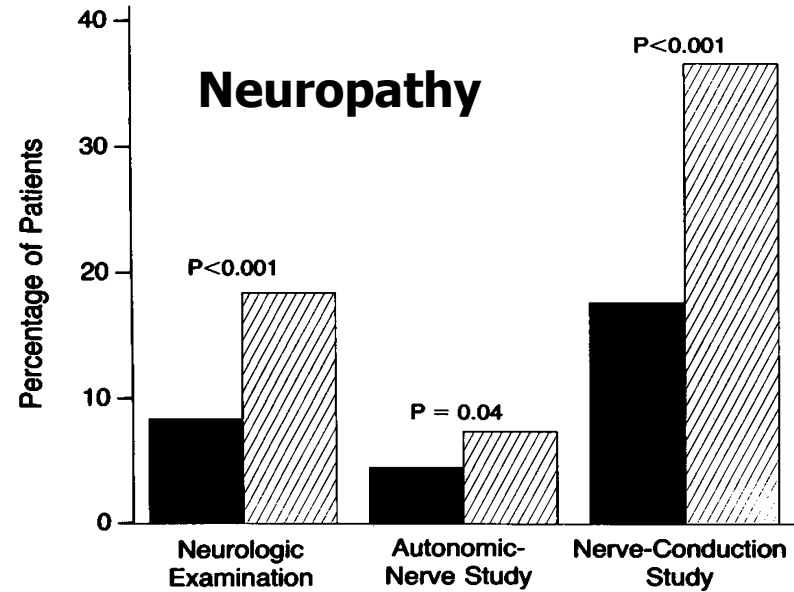 Neuropathy
Percentage of Patients
40
30
20
10
0
P<0.001
P = 0.04
P<0.001
Neurologic
Examination
Autonomic-
Nerve Study
Nerve-Conduction
Study